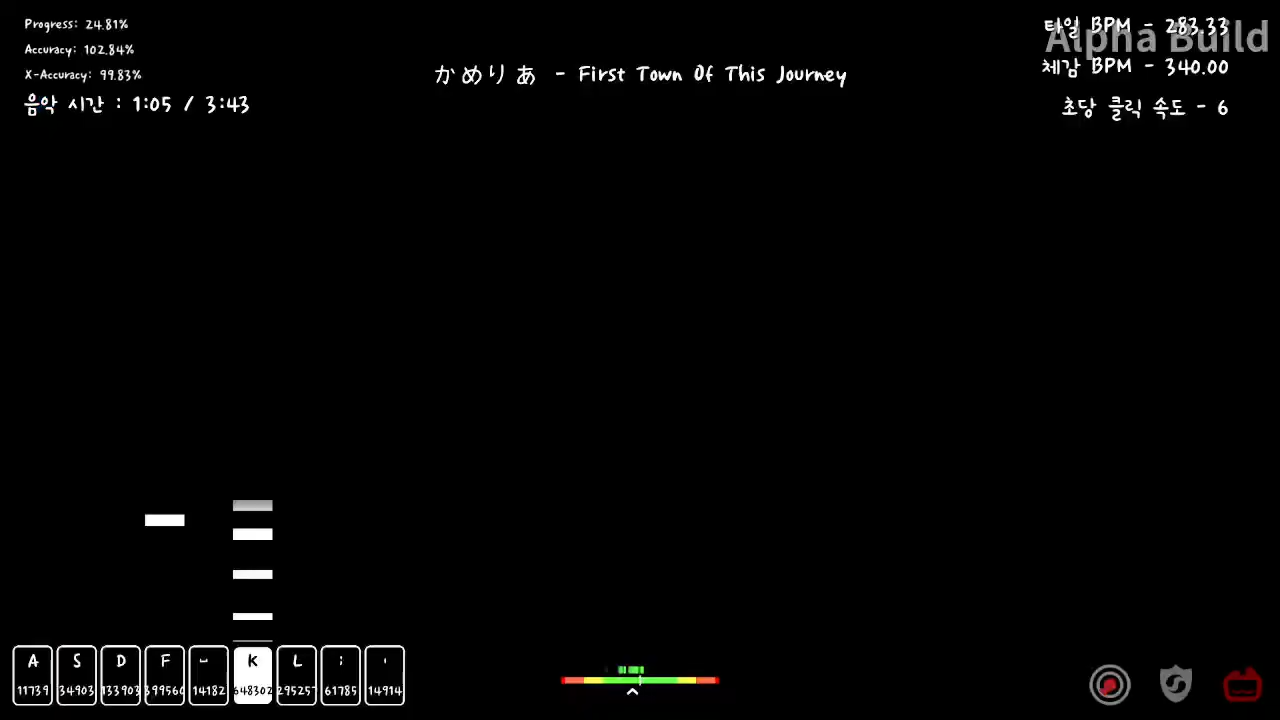 Progress: 24.81%
Accuracy: 102.84%
X-Accuracy: 99.83%
음악 시간 : 1:05 / 3:43
かめりあ - First Town Of This Journey
타일 BPM - 283.33
Alpha Build
체감 BPM - 340.00
초당 클릭 속도 - 6
A S D F - K L ; '
11739 34903 133903 399560 14182 648302 295257 61785 14914